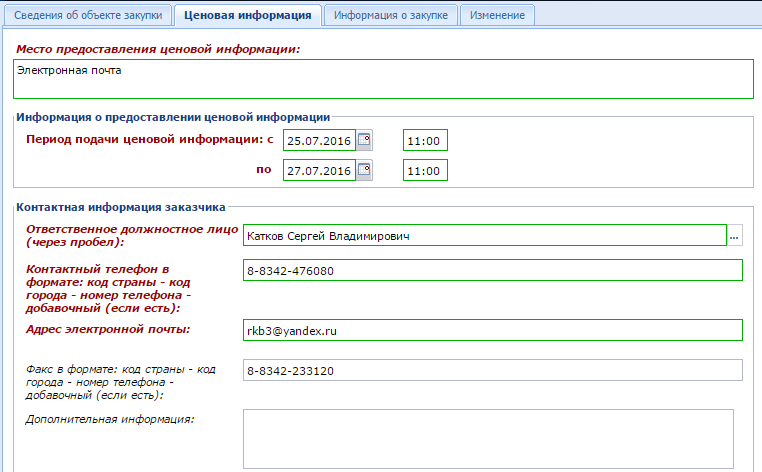 Сведения об объекте закупки Ценовая информация Информация о закупке Изменение
Место предоставления ценовой информации:
Электронная почта
Информация о предоставлении ценовой информации
Период подачи ценовой информации: с 25.07.2016 11:00
по 27.07.2016 11:00
Контактная информация заказчика
Ответственное должностное лицо
(через пробел):
Катков Сергей Владимирович ...
Контактный телефон в
формате: код страны - код
города - номер телефона -
добавочный (если есть):
8-8342-476080
Адрес электронной почты: rkb3@yandex.ru
Факс в формате: код страны - код
города - номер телефона -
добавочный (если есть):
8-8342-233120
Дополнительная информация: